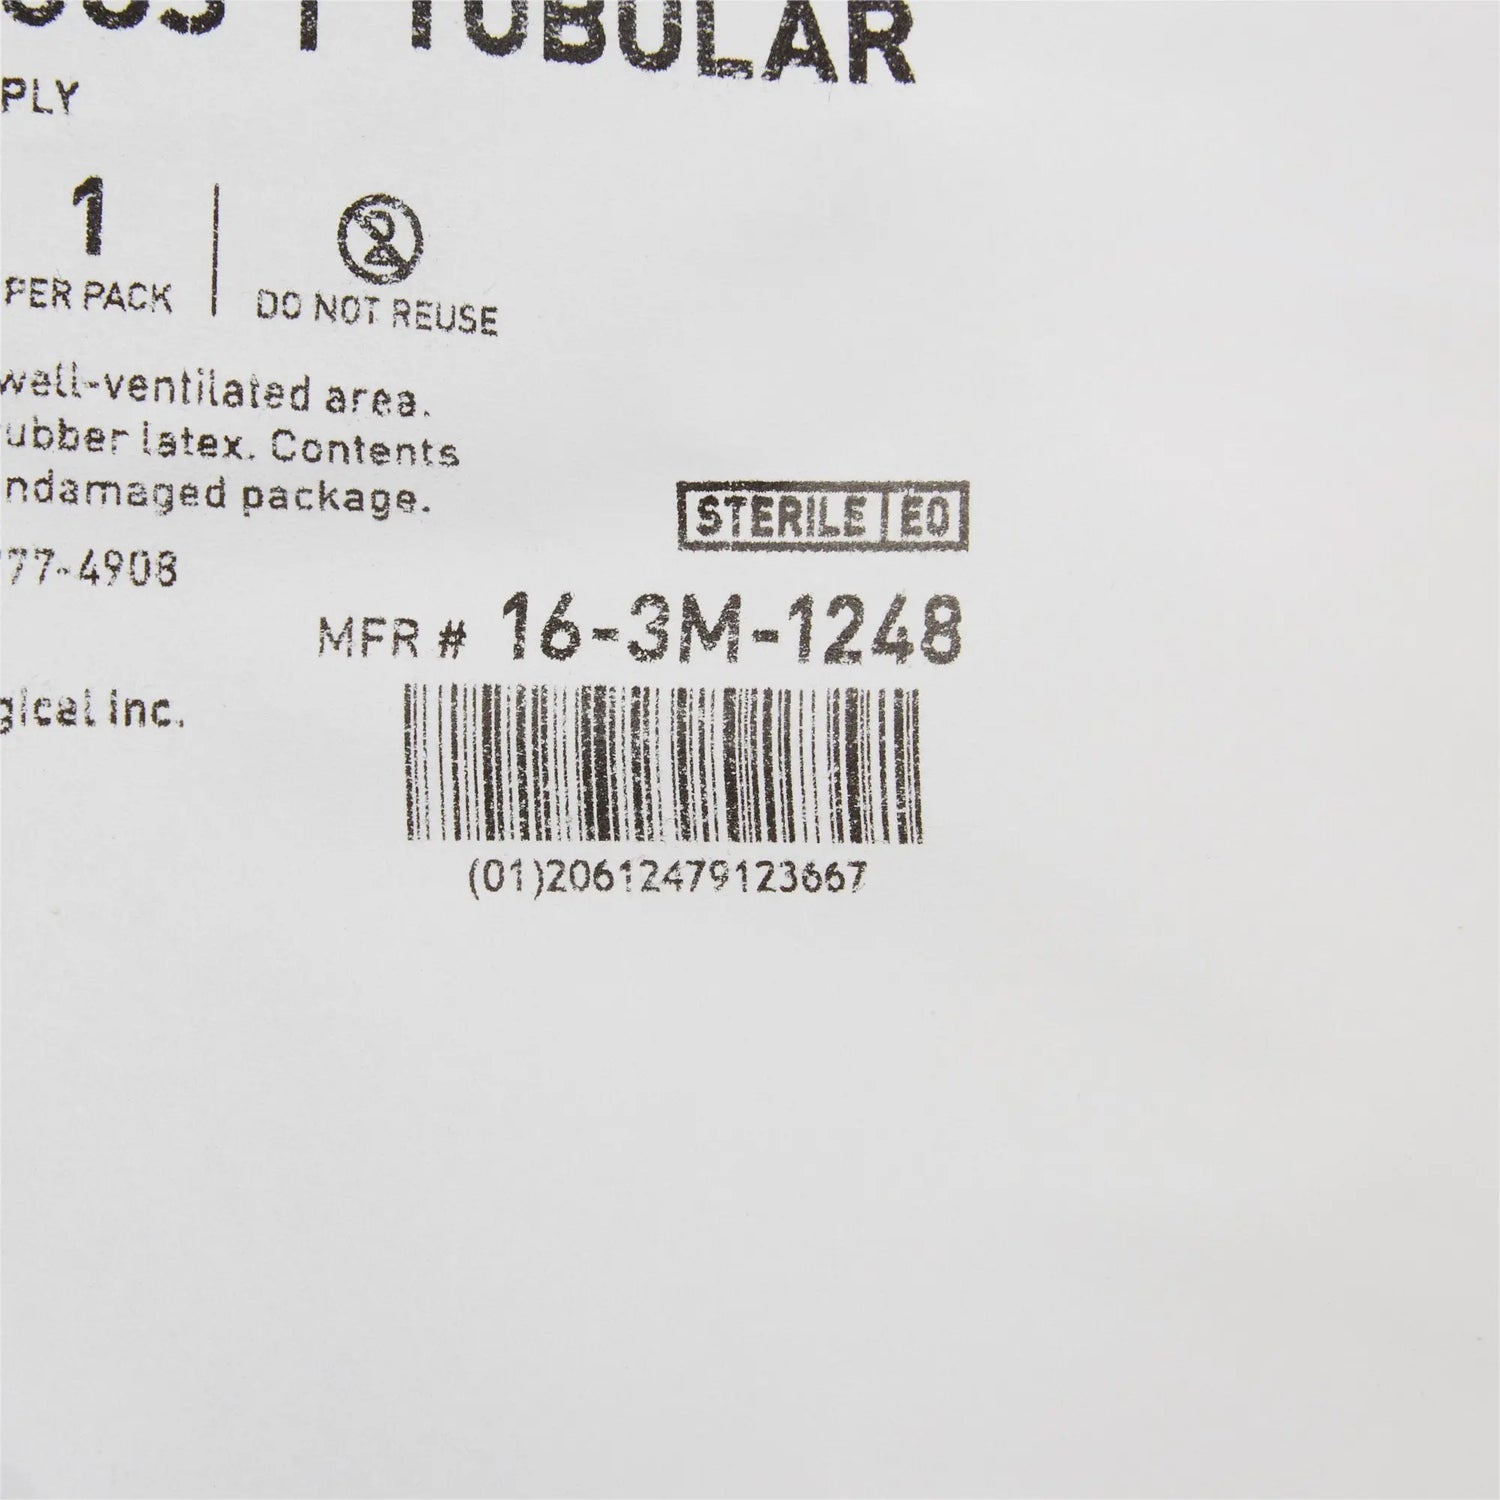 TUBULAR
PLY
1
PER PACK
DO NOT REUSE
well-ventilated area.
rubber latex. Contents
ndamaged package.
77-4908
STERILE EO
MFR # 16-3M-1248
gical Inc.
(01)20612479123667